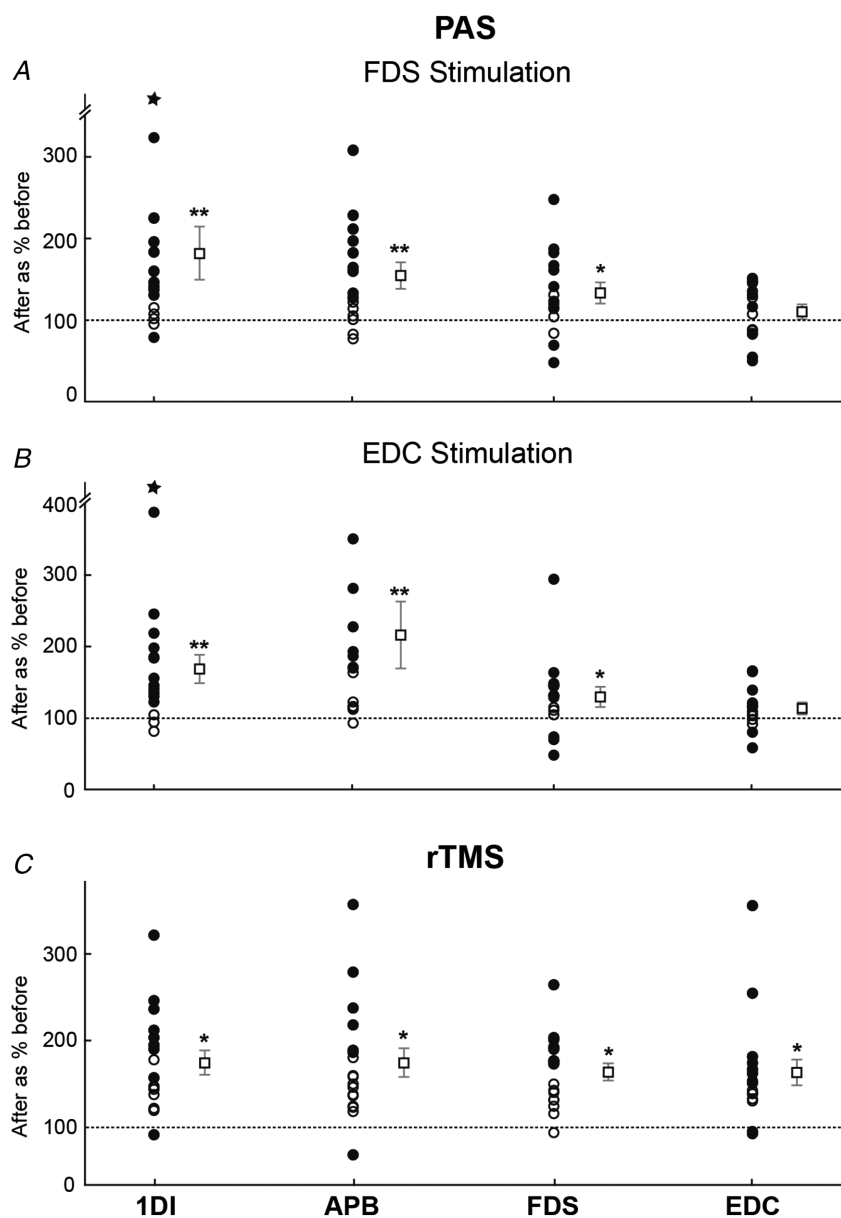 PAS
A
FDS Stimulation
After as % before
300
200
100
0
**
**
*
B
EDC Stimulation
After as % before
400
300
200
100
0
**
**
*
C
rTMS
After as % before
300
200
100
0
*
*
*
*
1DI APB FDS EDC